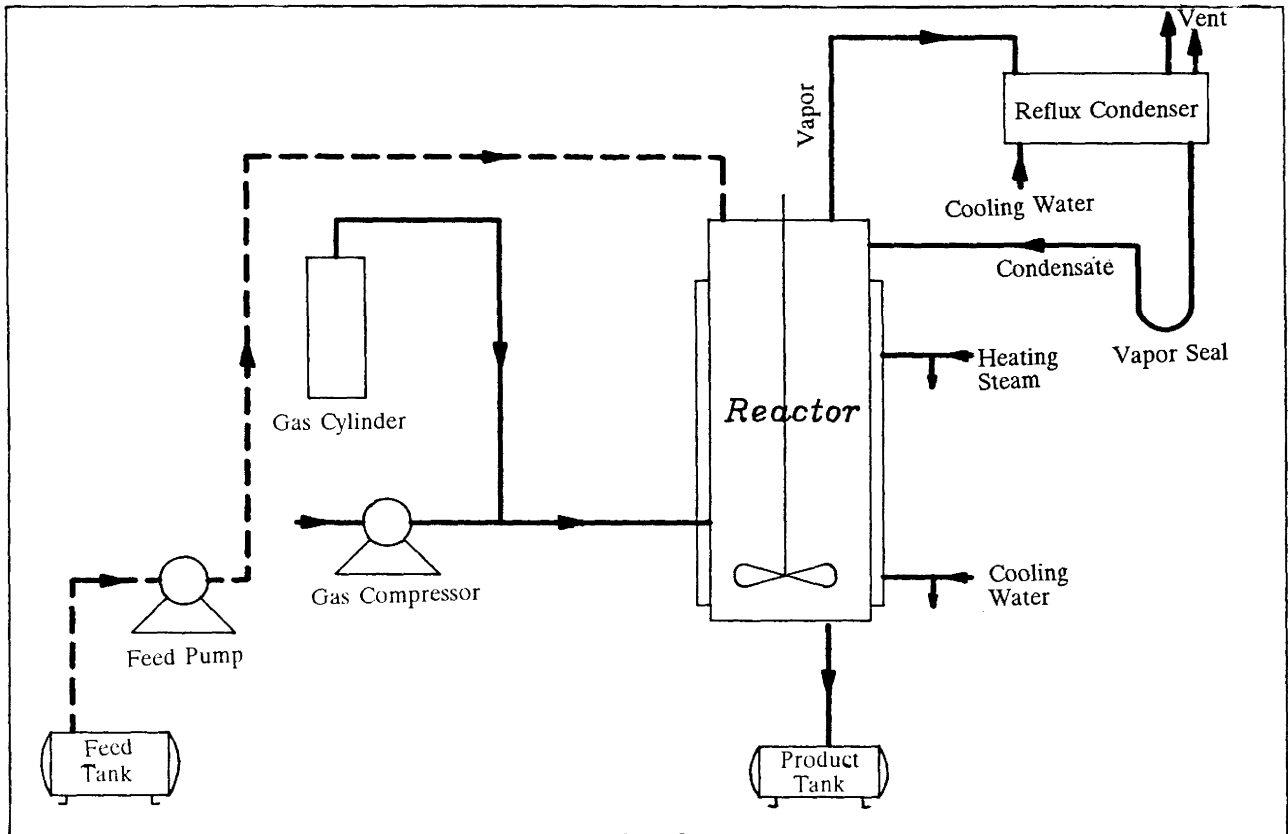 Vent
Reflux Condenser
Vapor
Cooling Water
Condensate
Vapor Seal
Heating
Steam
Reactor
Gas Cylinder
Gas Compressor
Cooling
Water
Feed Pump
Feed
Tank
Product
Tank